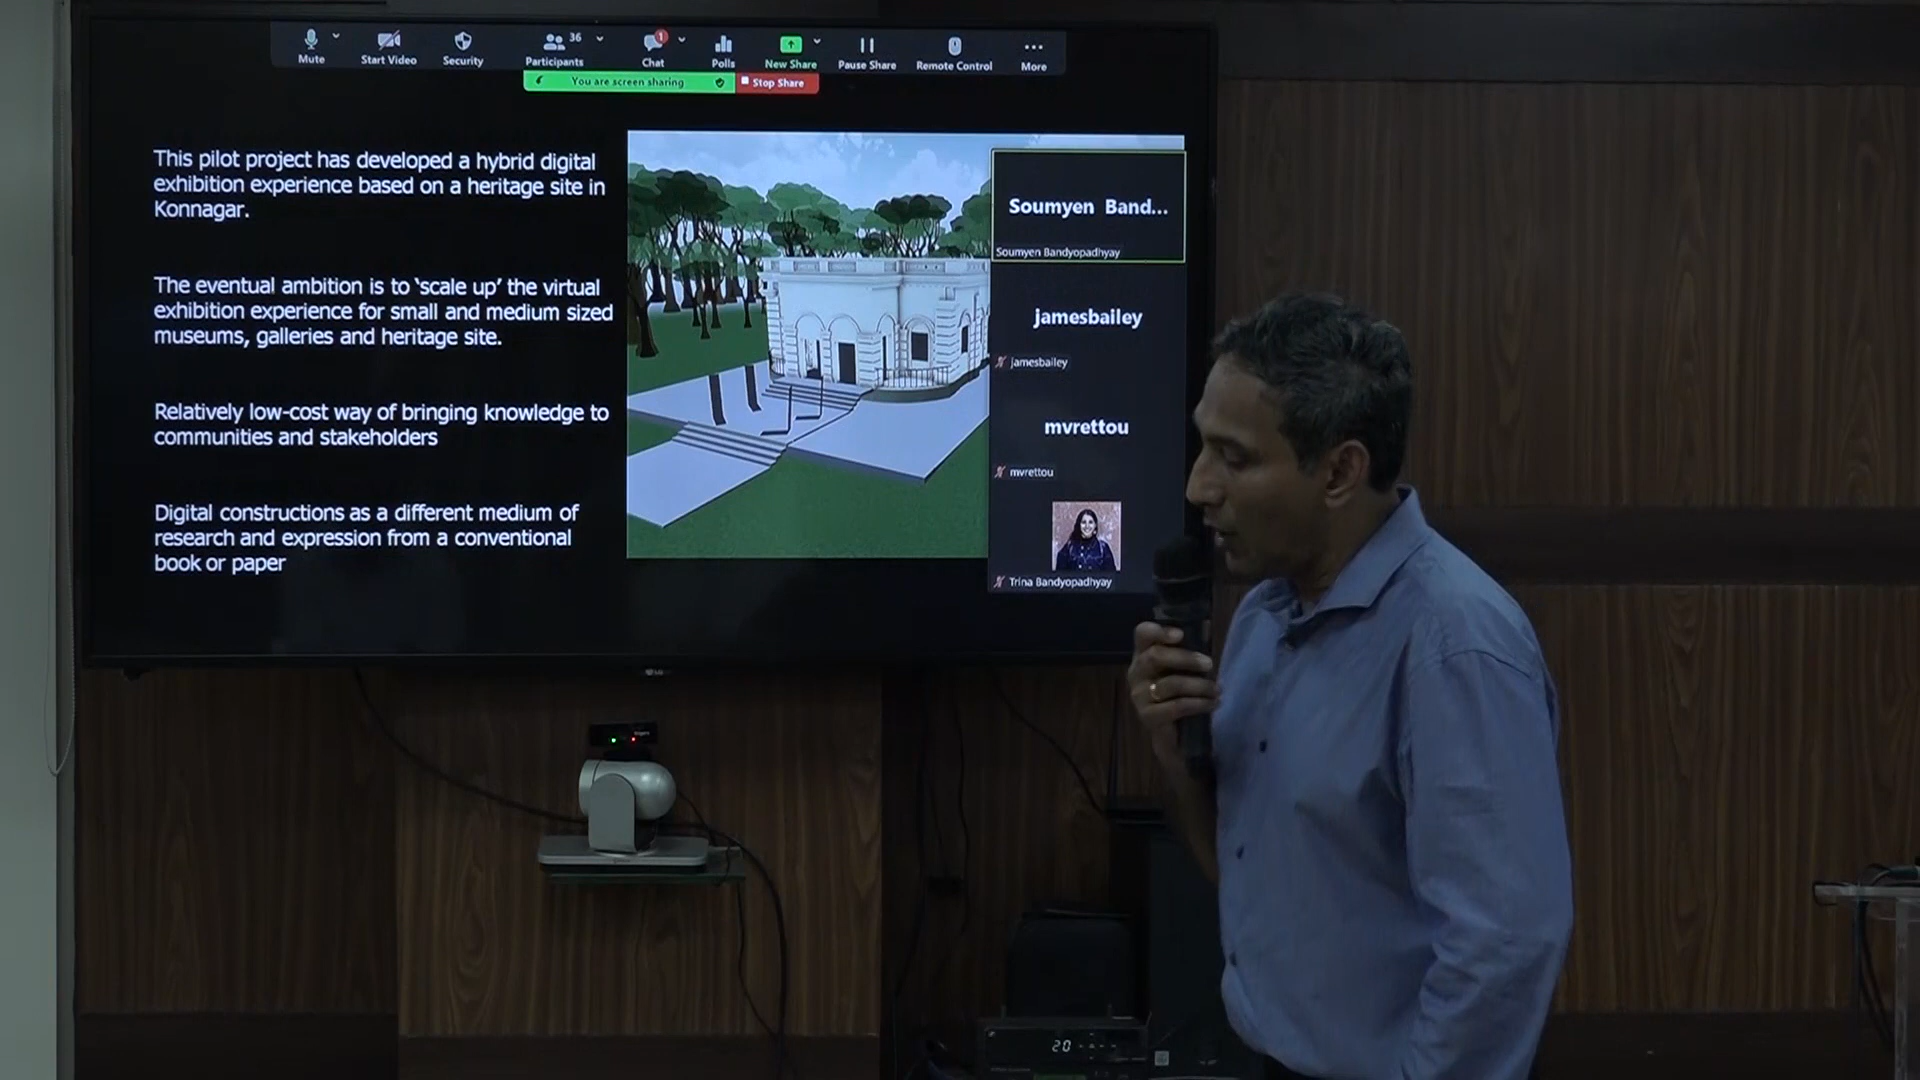 Mute
Start Video
Security
Participants
36
Chat
1
Polls
New Share
Pause Share
Remote Control
More
You are screen sharing
Stop Share
This pilot project has developed a hybrid digital
exhibition experience based on a heritage site in
Konnagar.
The eventual ambition is to ‘scale up’ the virtual
exhibition experience for small and medium sized
museums, galleries and heritage site.
Relatively low-cost way of bringing knowledge to
communities and stakeholders
Digital constructions as a different medium of
research and expression from a conventional
book or paper
Soumyen Band...
Soumyen Bandyopadhyay
jamesbailey
jamesbailey
mvrettou
mvrettou
Trina Bandyopadhyay
LG
20